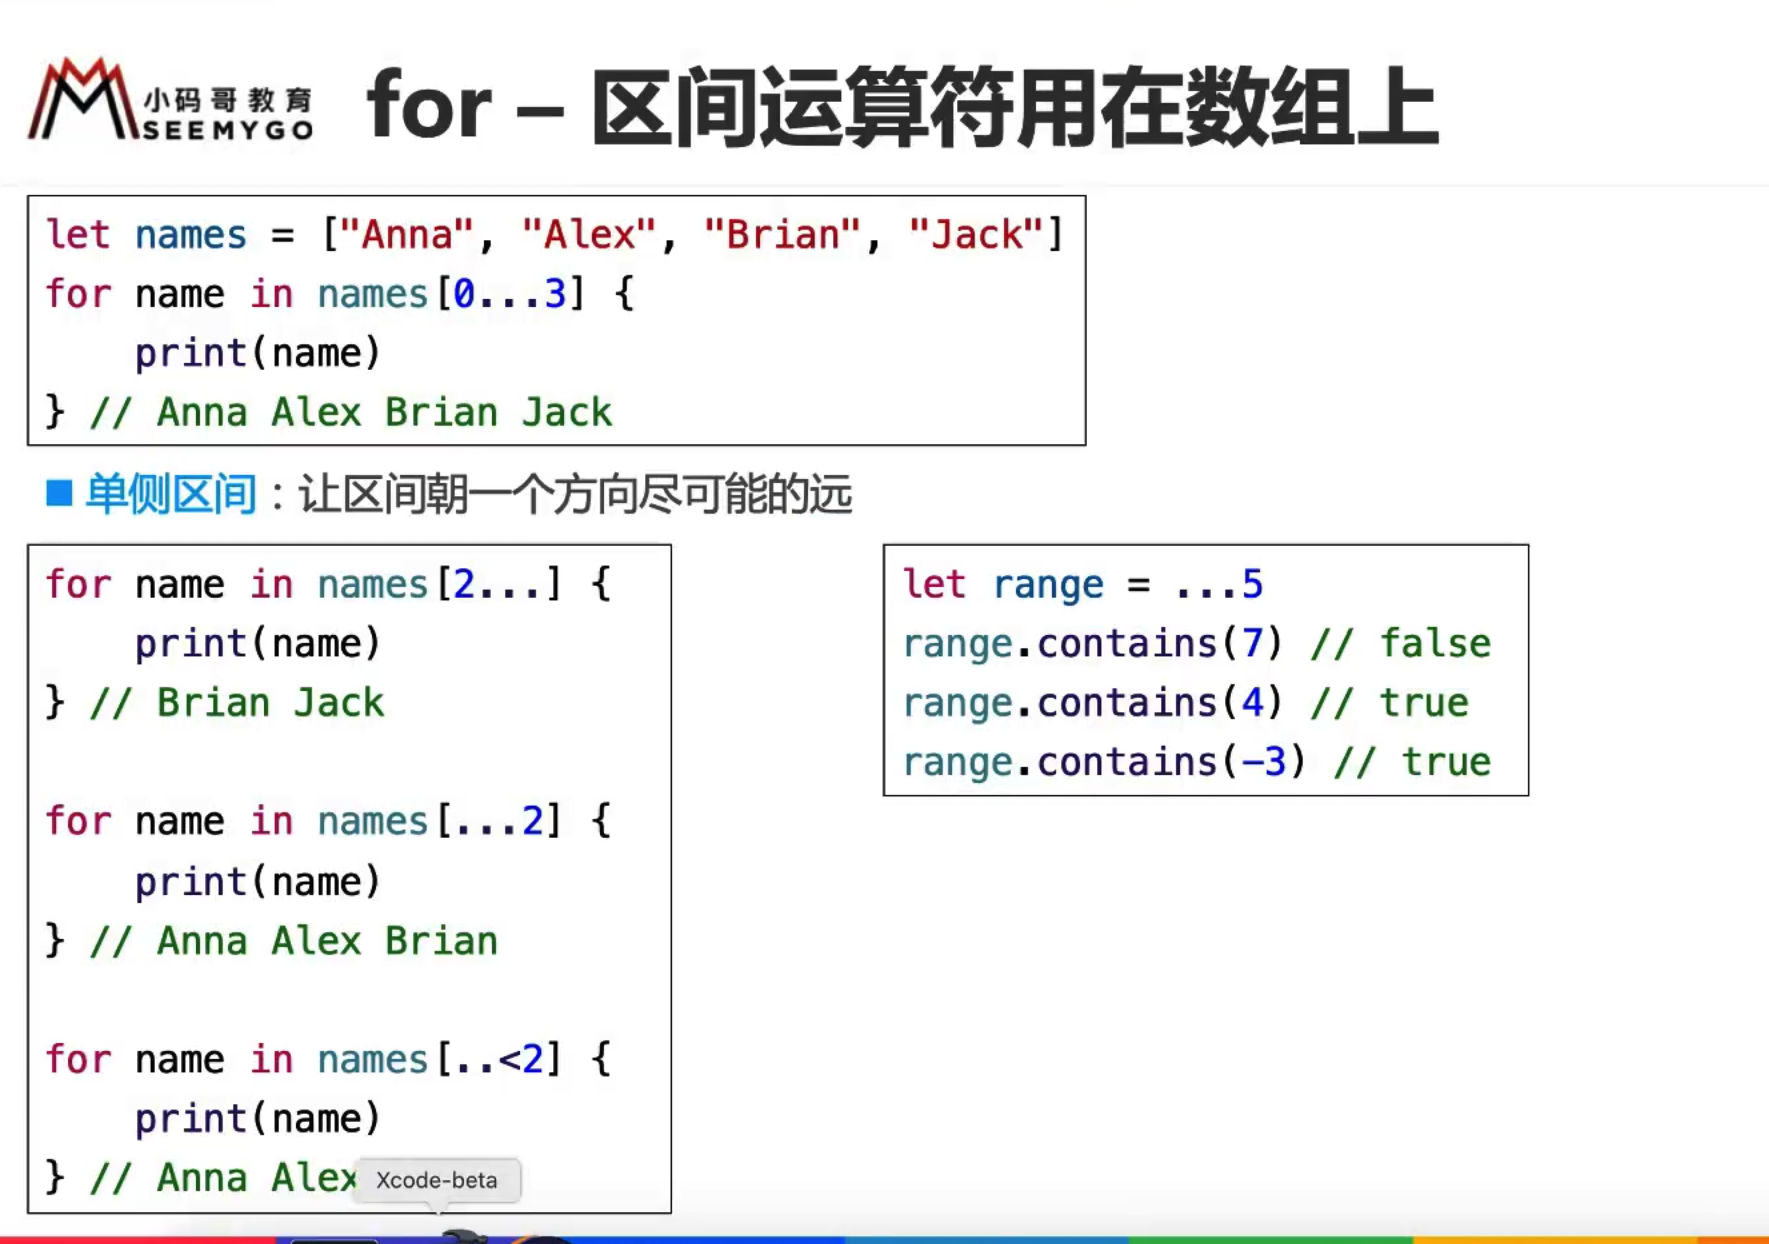 小码哥教育
SEEMYGO
for – 区间运算符用在数组上
let names = ["Anna", "Alex", "Brian", "Jack"]
for name in names[0...3] {
    print(name)
} // Anna Alex Brian Jack
单侧区间：让区间朝一个方向尽可能的远
for name in names[2...] {
    print(name)
} // Brian Jack
for name in names[...2] {
    print(name)
} // Anna Alex Brian
for name in names[..<2] {
    print(name)
} // Anna Alex
Xcode-beta
let range = ...5
range.contains(7) // false
range.contains(4) // true
range.contains(-3) // true